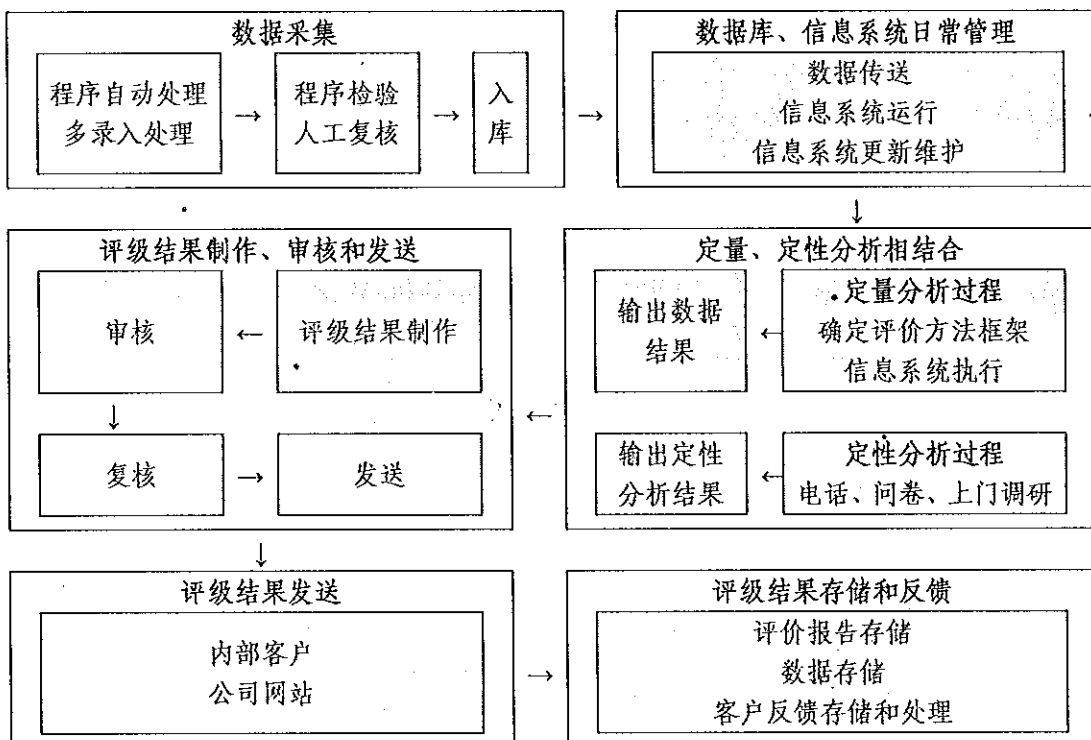 数据采集
程序自动处理
多录入处理
→
程序检验
人工复核
→
入
库
→
数据库、信息系统日常管理
数据传送
信息系统运行
信息系统更新维护
↓
定量、定性分析相结合
定量分析过程
确定评价方法框架
信息系统执行
←
输出数据
结果
定性分析过程
电话、问卷、上门调研
←
输出定性
分析结果
←
评级结果制作、审核和发送
评级结果制作
←
审核
↓
复核
→
发送
↓
评级结果发送
内部客户
公司网站
→
评级结果存储和反馈
评价报告存储
数据存储
客户反馈存储和处理